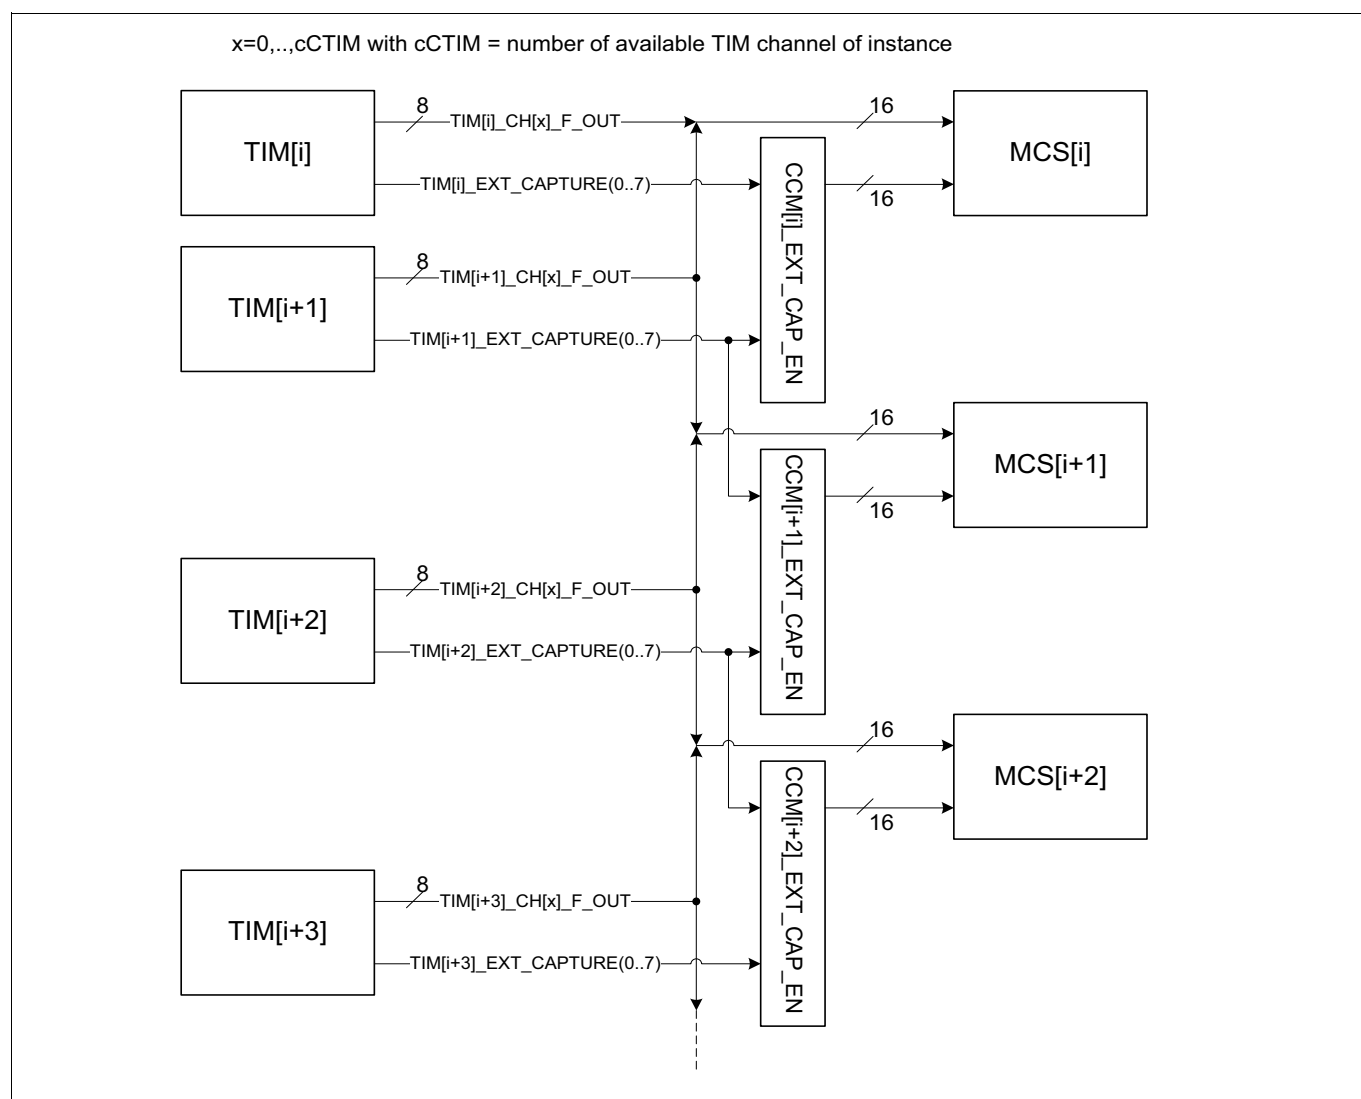 x=0,..,cCTIM with cCTIM = number of available TIM channel of instance
TIM[i]
8
TIM[i]_CH[x]_F_OUT
16
MCS[i]
TIM[i]_EXT_CAPTURE(0..7)
CCM[i]_EXT_CAP_EN
16
TIM[i+1]
8
TIM[i+1]_CH[x]_F_OUT
TIM[i+1]_EXT_CAPTURE(0..7)
16
MCS[i+1]
CCM[i+1]_EXT_CAP_EN
16
TIM[i+2]
8
TIM[i+2]_CH[x]_F_OUT
TIM[i+2]_EXT_CAPTURE(0..7)
16
MCS[i+2]
CCM[i+2]_EXT_CAP_EN
16
TIM[i+3]
8
TIM[i+3]_CH[x]_F_OUT
TIM[i+3]_EXT_CAPTURE(0..7)